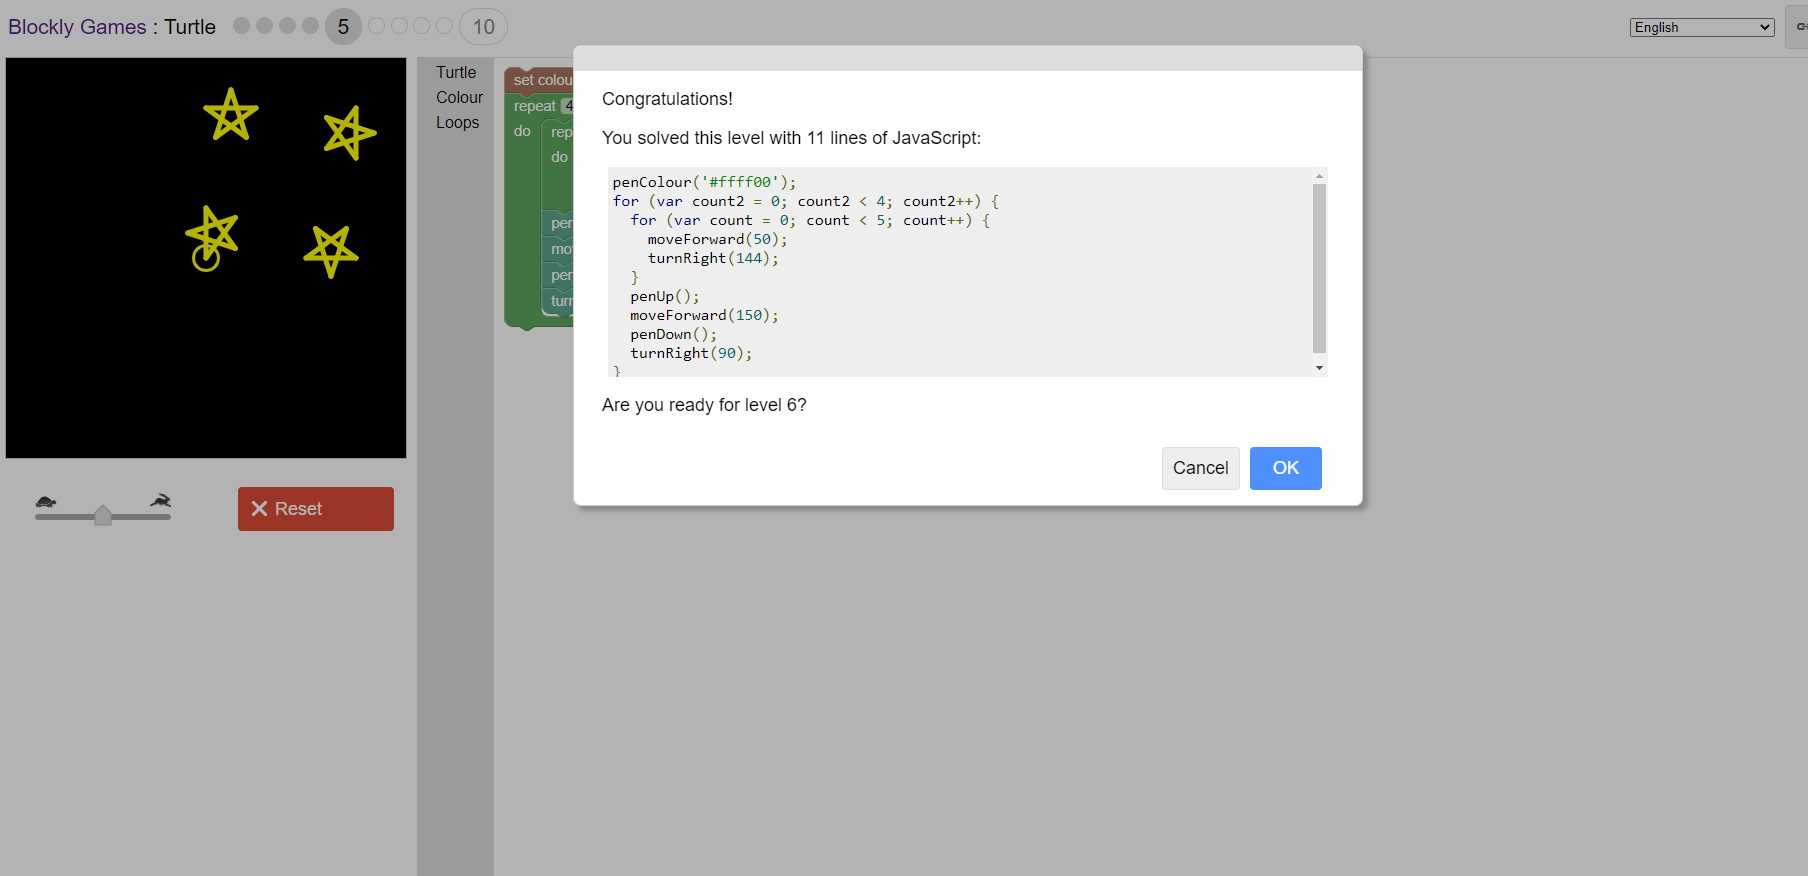 Blockly Games : Turtle 5 10 English
Turtle
Colour
Loops
set colou
repeat 4
do rep
do
per
mo
per
turn
Congratulations!
You solved this level with 11 lines of JavaScript:
penColour('#ffff00');
for (var count2 = 0; count2 < 4; count2++) {
for (var count = 0; count < 5; count++) {
moveForward(50);
turnRight(144);
}
penUp();
moveForward(150);
penDown();
turnRight(90);
}
Are you ready for level 6?
Cancel OK
Reset